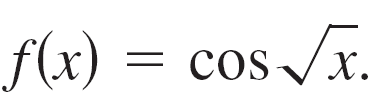 f(x) = cos √x.